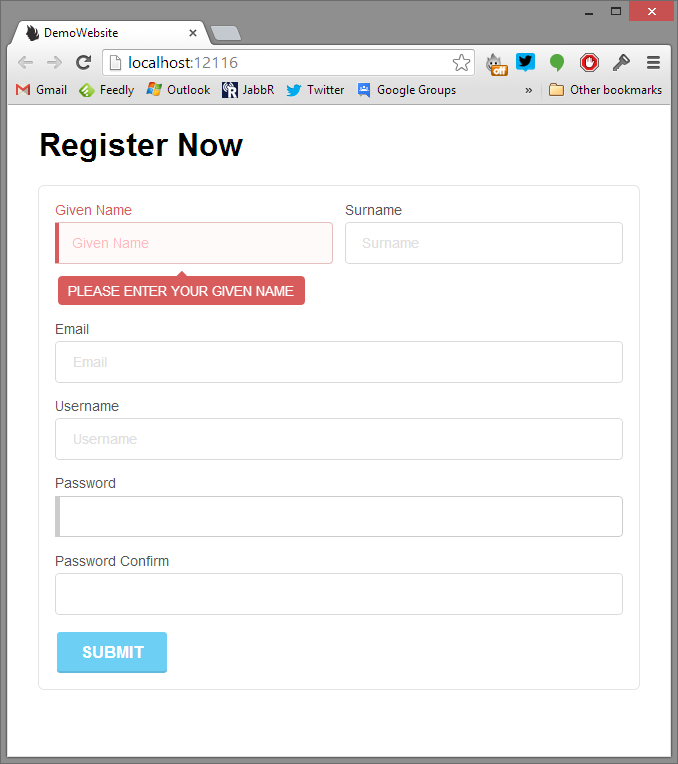 DemoWebsite
localhost:12116
off
Gmail Feedly Outlook JabbR Twitter Google Groups » Other bookmarks
Register Now
Given Name Surname
Given Name Surname
PLEASE ENTER YOUR GIVEN NAME
Email
Email
Username
Username
Password
Password Confirm
SUBMIT